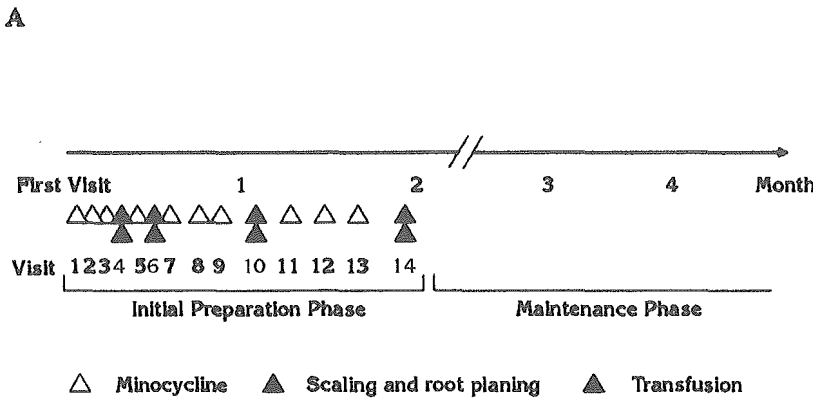 A
First Visit 1 2 3 4 Month
Visit 1 2 3 4 5 6 7 8 9 10 11 12 13 14
Initial Preparation Phase Maintenance Phase
Minocycline Scaling and root planing Transfusion